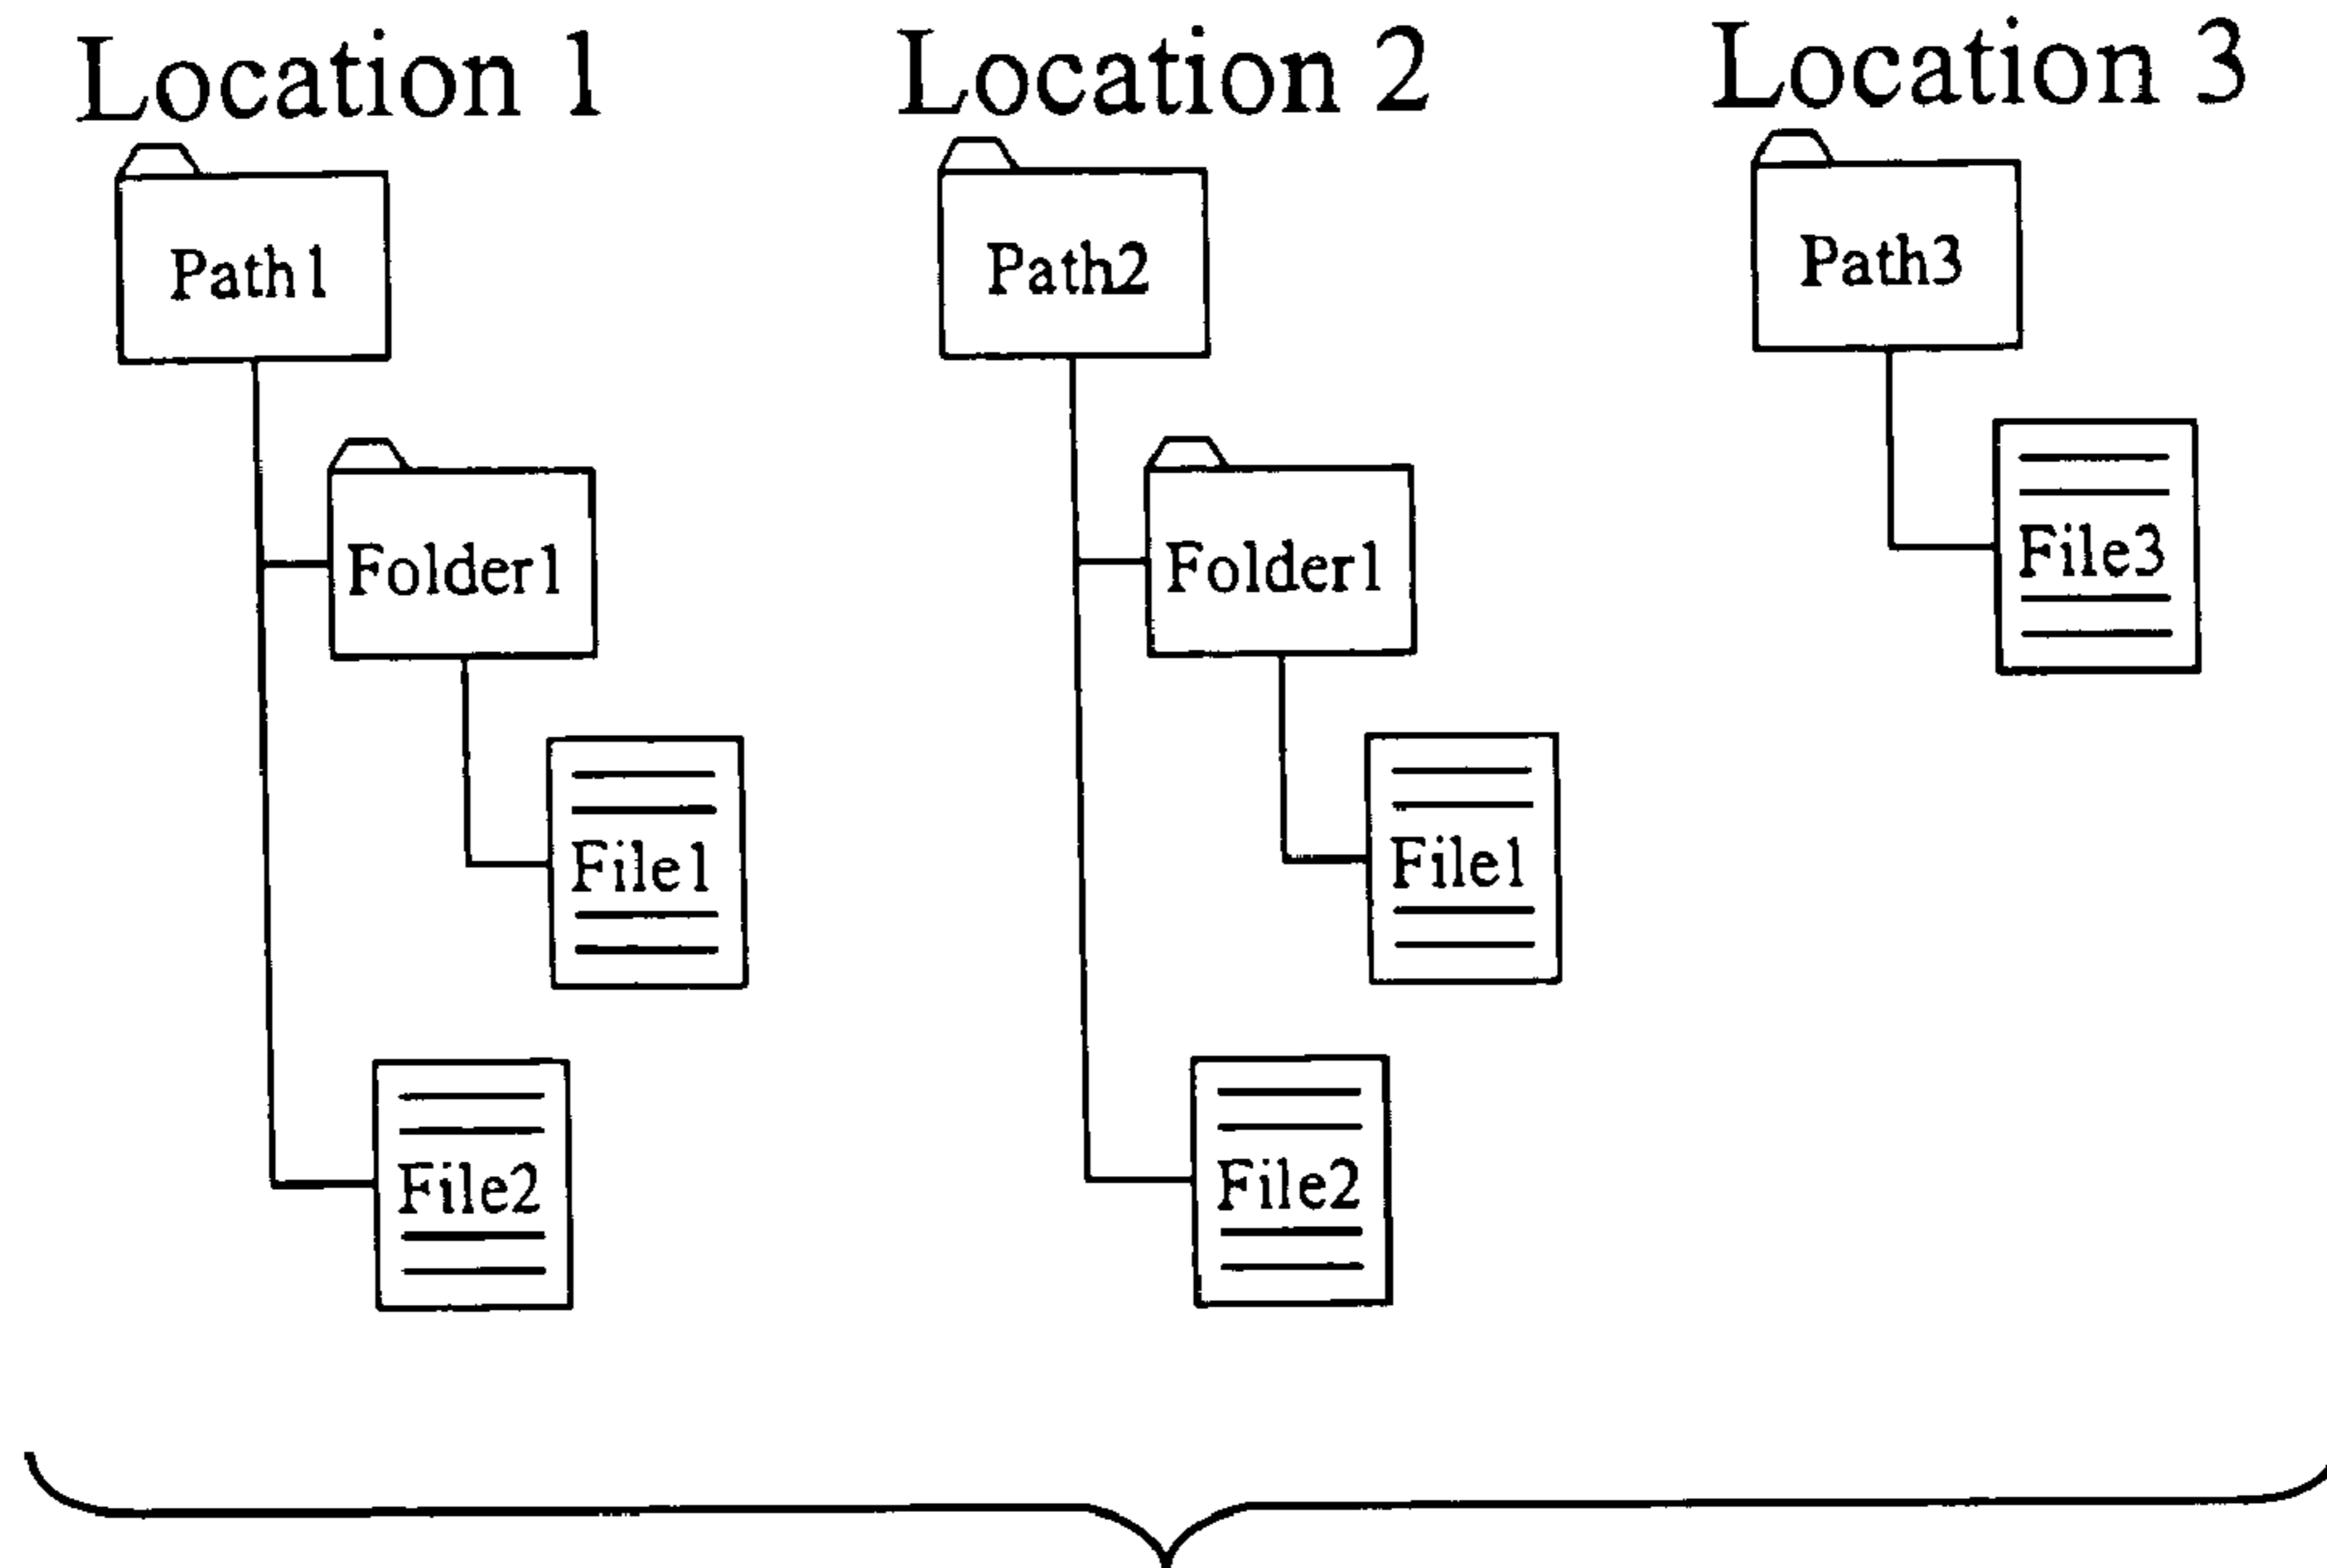 Location 1
Location 2
Location 3
Path1
Path2
Path3
Folder1
Folder1
File3
File1
File1
File2
File2